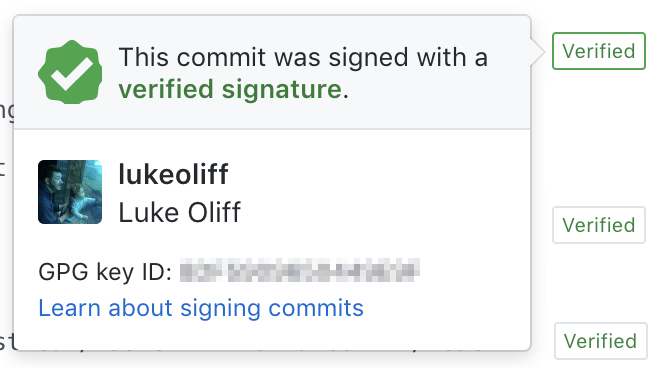 This commit was signed with a
verified signature.
Verified
lukeoliff
Luke Oliff
Verified
GPG key ID:
Learn about signing commits
Verified